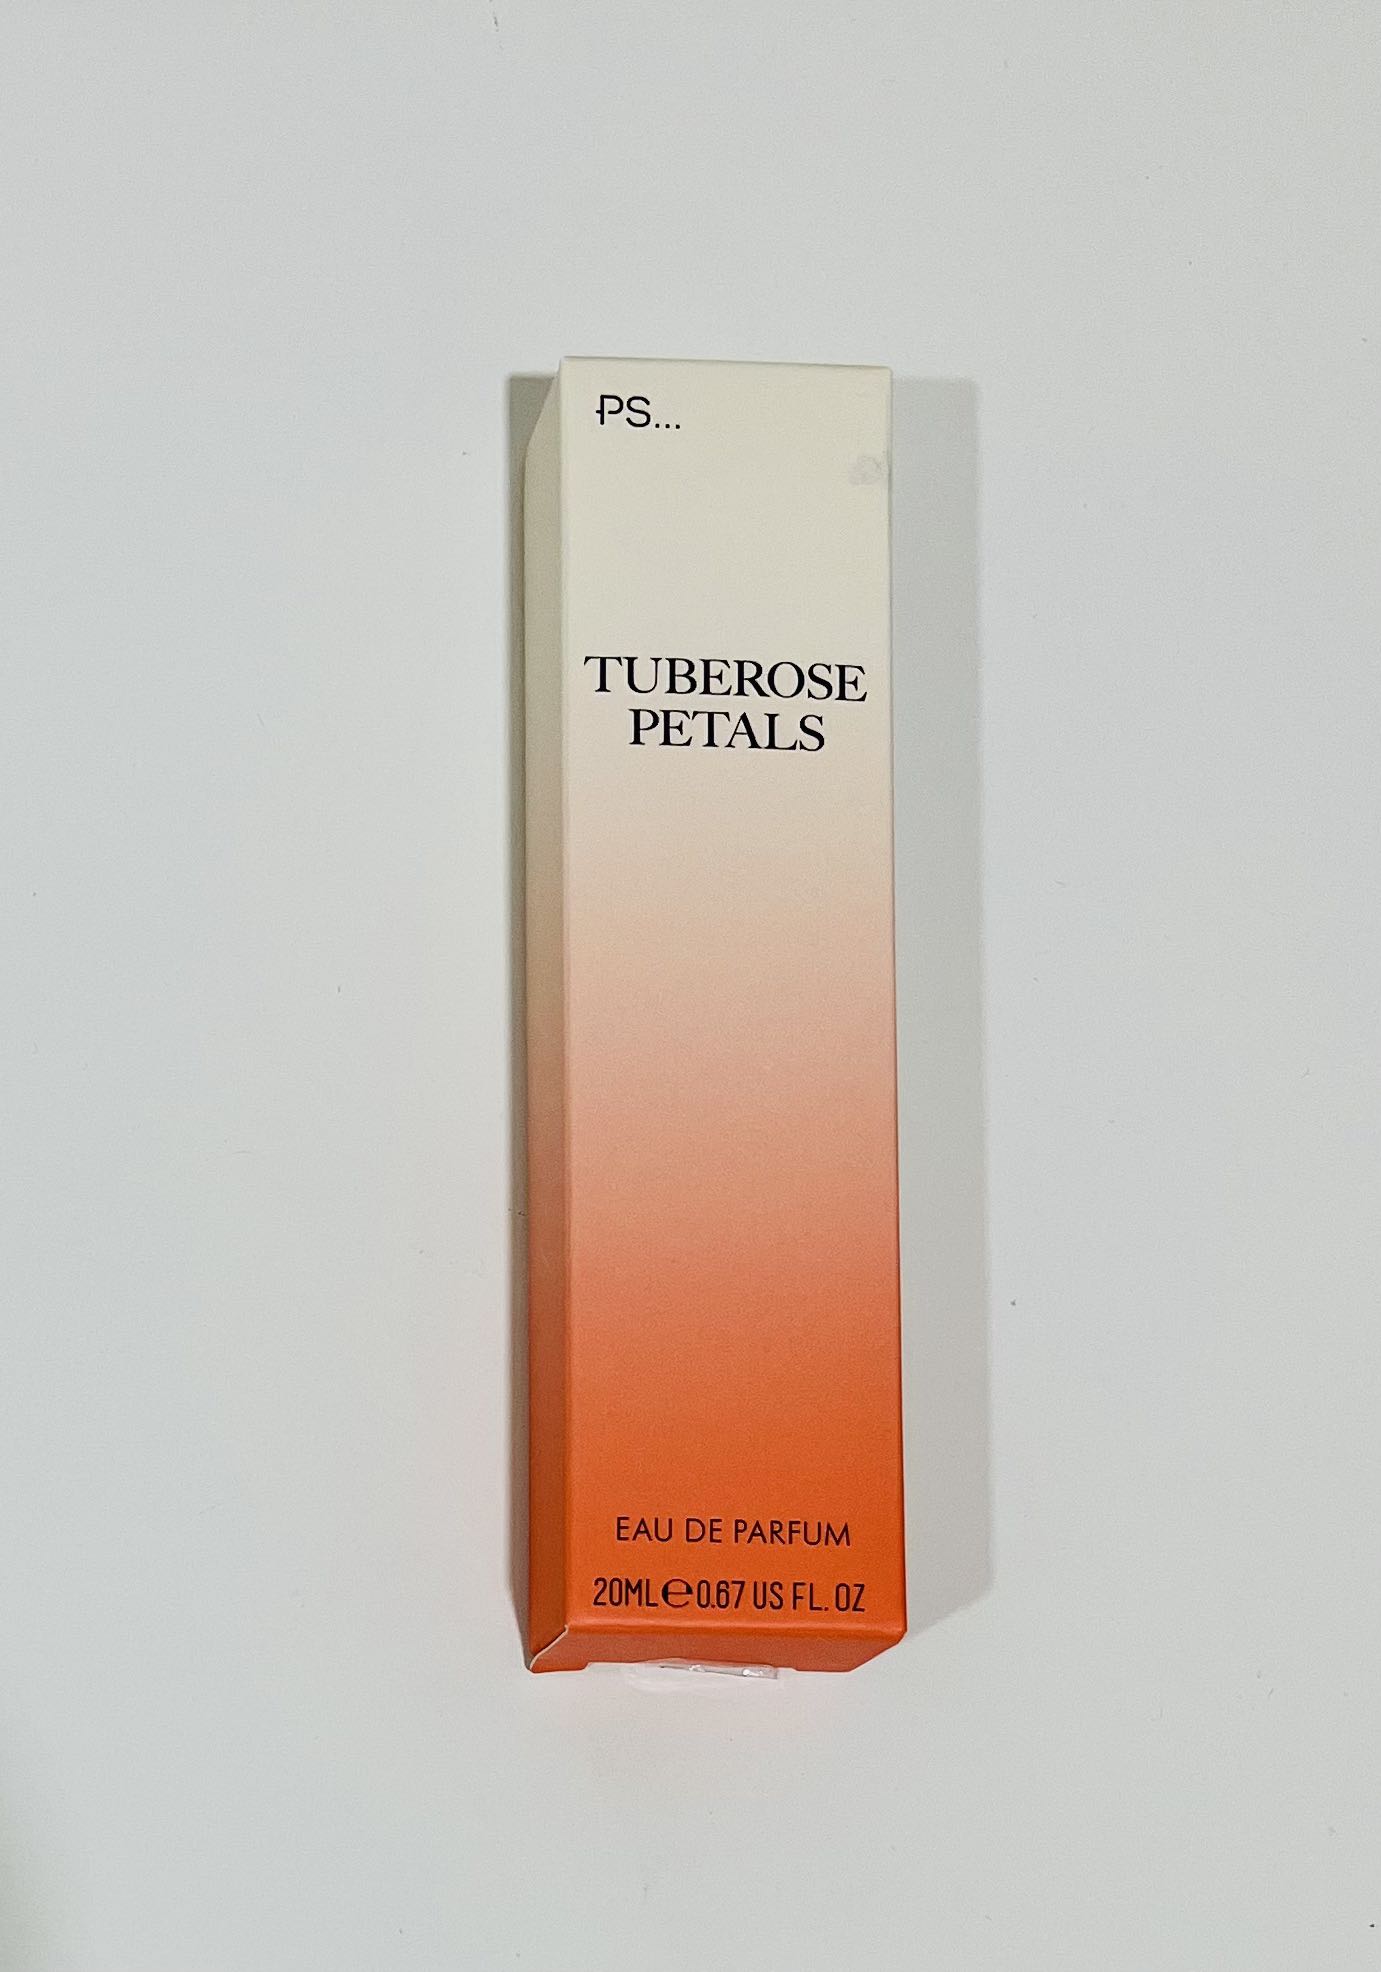 PS...
TUBEROSE
PETALS
EAU DE PARFUM
20ML℮0.67 US FL. OZ